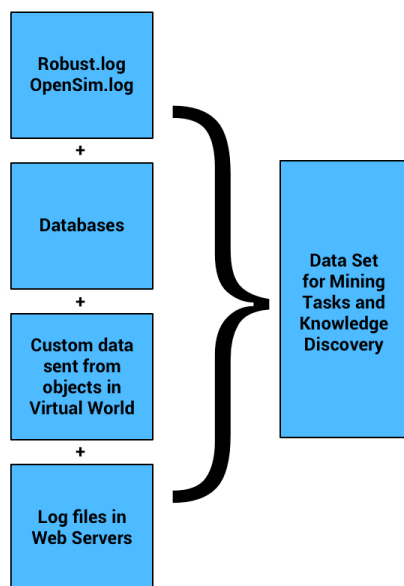 Robust.log
OpenSim.log
+
Databases
+
Custom data
sent from
objects in
Virtual World
+
Log files in
Web Servers
Data Set
for Mining
Tasks and
Knowledge
Discovery